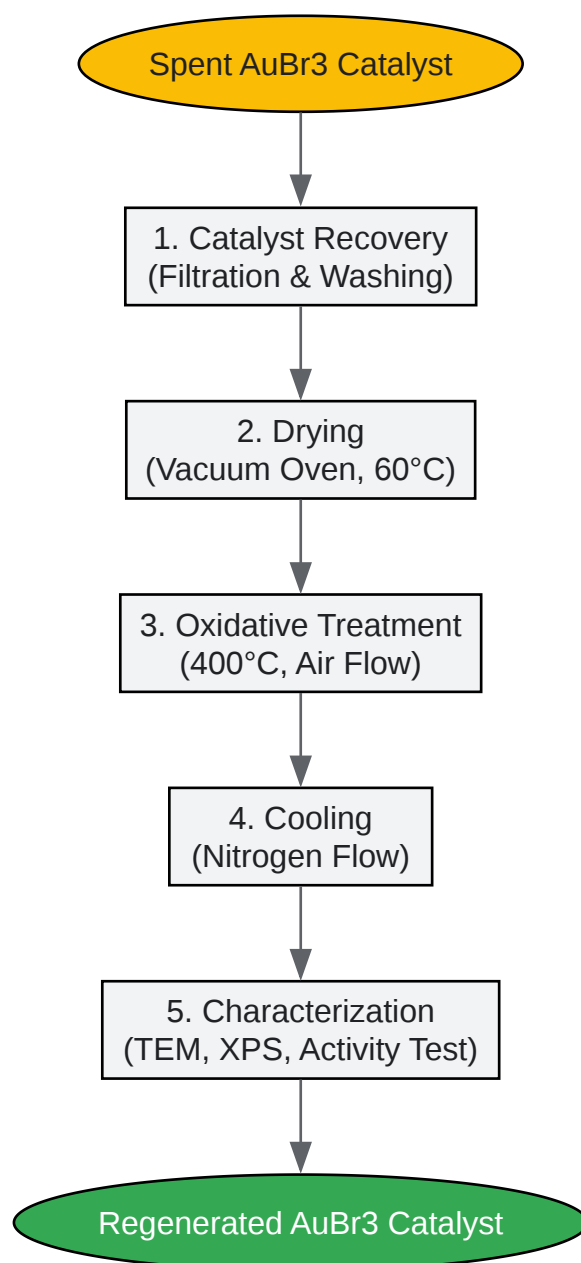 Spent AuBr3 Catalyst
1. Catalyst Recovery
(Filtration & Washing)
2. Drying
(Vacuum Oven, 60°C)
3. Oxidative Treatment
(400°C, Air Flow)
4. Cooling
(Nitrogen Flow)
5. Characterization
(TEM, XPS, Activity Test)
Regenerated AuBr3 Catalyst